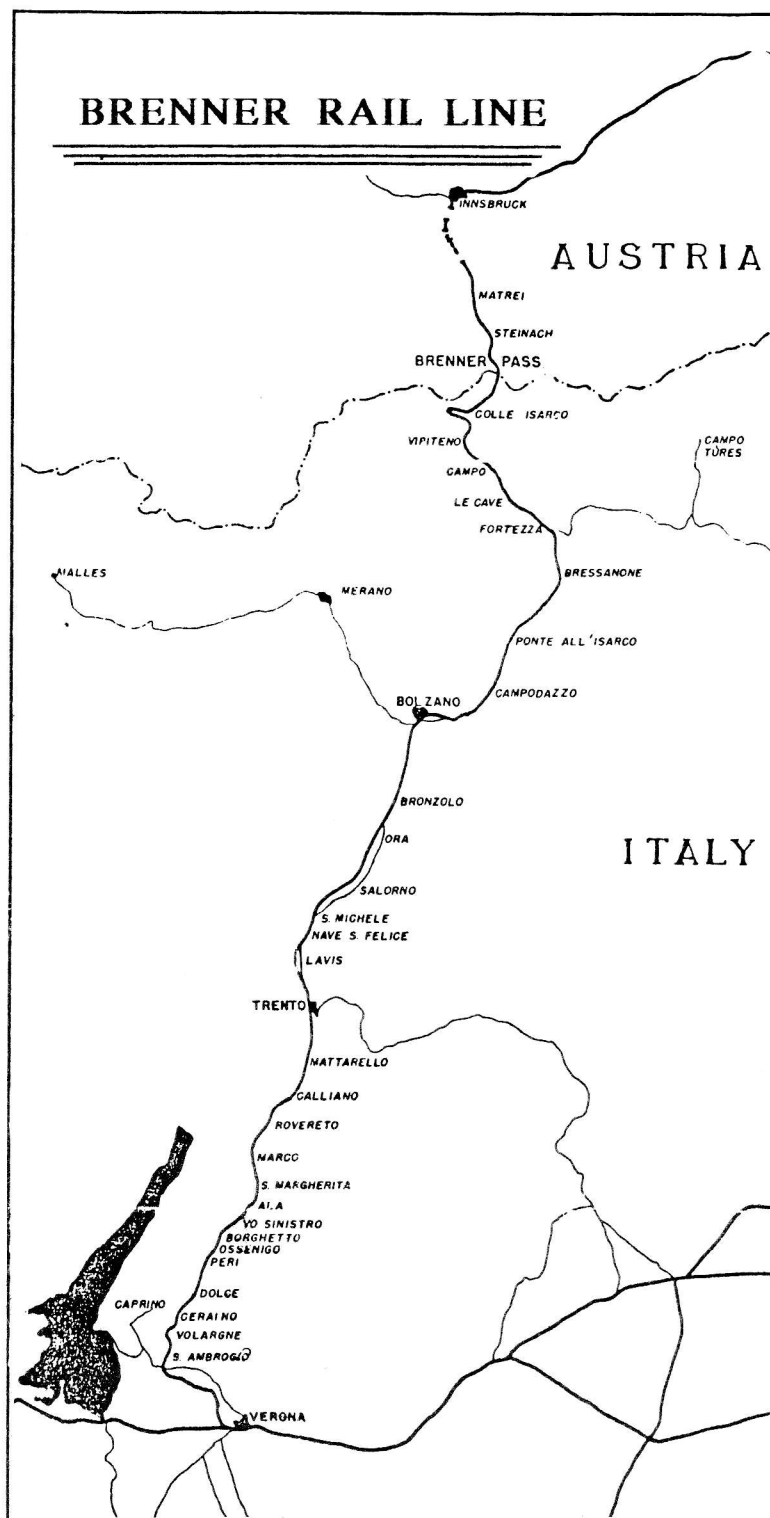 BRENNER RAIL LINE
INNSBRUCK
AUSTRIA
MATREI
STEINACH
BRENNER PASS
COLLE ISARCO
VIPITENO
CAMPO
TÙRES
CAMPO
LE CAVE
FORTEZZA
BRESSANONE
MALLES
MERANO
PONTE ALL'ISARCO
CAMPODAZZO
BOLZANO
BRONZOLO
ORA
ITALY
SALORNO
S. MICHELE
NAVE S. FELICE
LAVIS
TRENTO
MATTARELLO
CALLIANO
ROVERETO
MARCO
S. MARGHERITA
ALA
VO SINISTRO
BORGHETTO
OSSENIGO
PERI
DOLCE
CAPRINO
CERAINO
VOLARGNE
S. AMBROGIO
VERONA